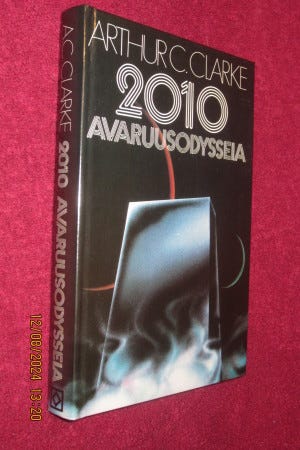 ARTHUR C. CLARKE
2010
AVARUUSODYSSEIA
A.C. CLARKE 2010 AVARUUSODYSSEIA
12/08/2024 13:20